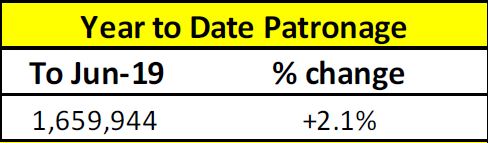 Year to Date Patronage
To Jun-19 % change
1,659,944 +2.1%